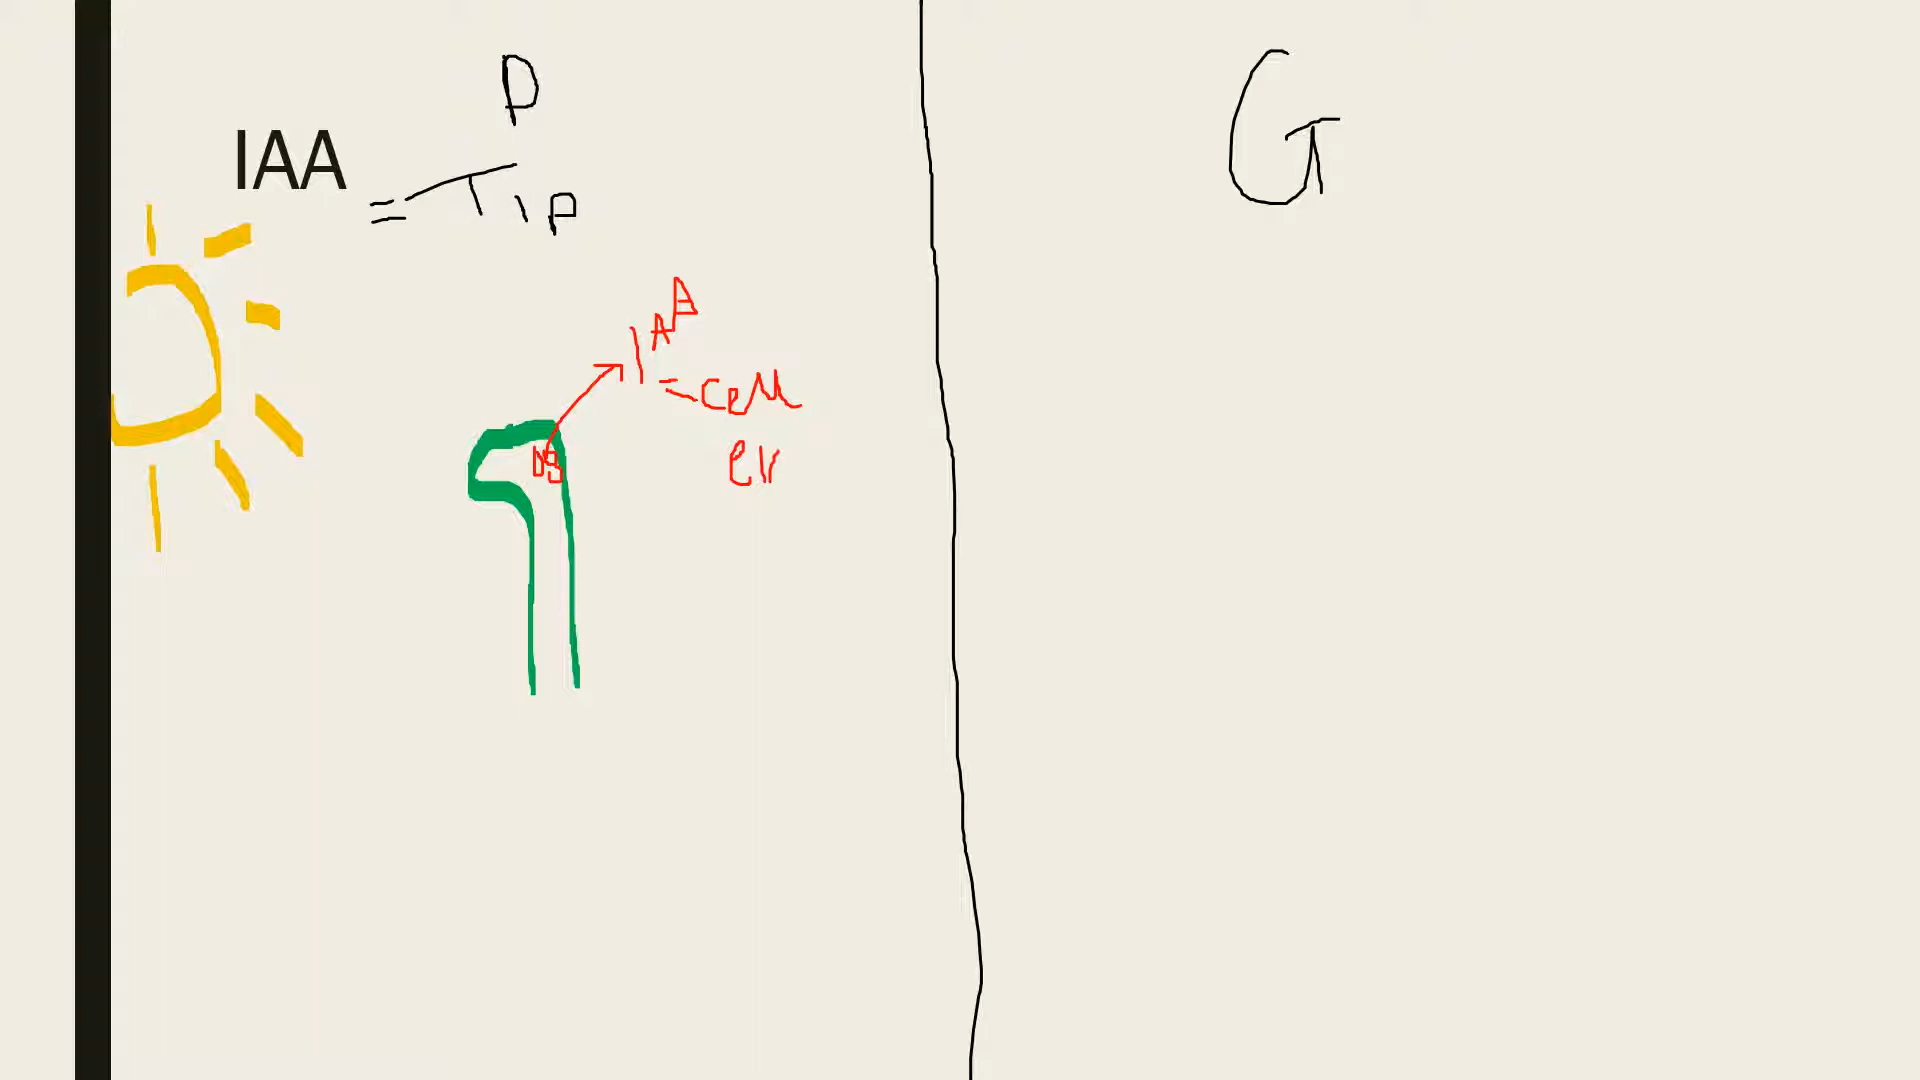 P
IAA
= Tip
G
IAA
= cell